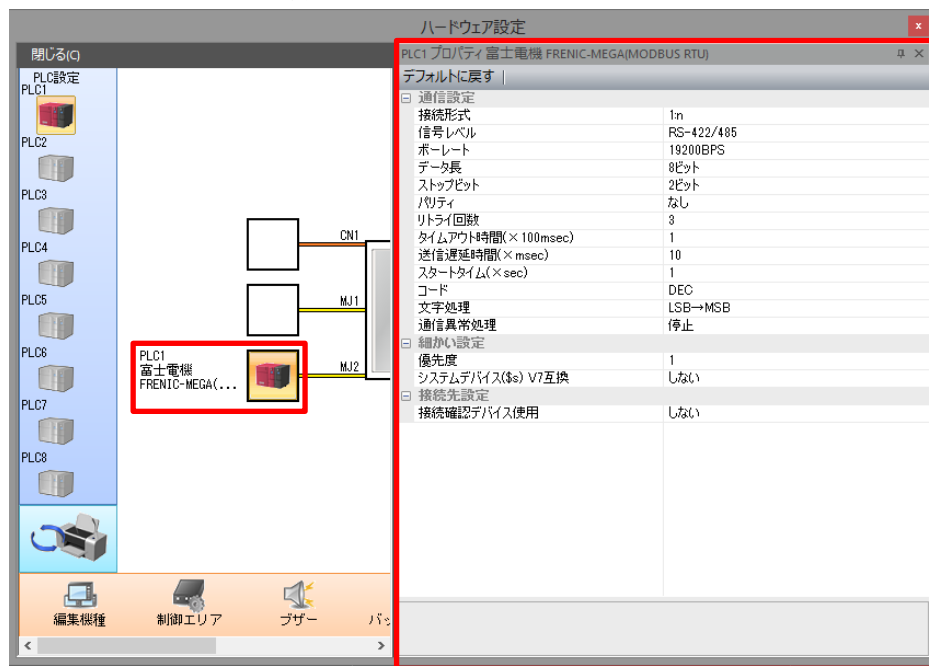 ハードウェア設定
閉じる(C)
PLC設定
PLC1
PLC2
PLC3
PLC4
PLC5
PLC6
PLC7
PLC8
CN1
MJ1
MJ2
PLC1
富士電機
FRENIC-MEGA(...
編集機種
制御エリア
ブザー
PLC1 プロパティ 富士電機 FRENIC-MEGA(MODBUS RTU)
デフォルトに戻す
通信設定
接続形式 1:n
信号レベル RS-422/485
ボーレート 19200BPS
データ長 8ビット
ストップビット 2ビット
パリティ なし
リトライ回数 3
タイムアウト時間(×100msec) 1
送信遅延時間(×msec) 10
スタートタイム(×sec) 1
コード DEC
文字処理 LSB→MSB
通信異常処理 停止
細かい設定
優先度 1
システムデバイス($s) V7互換 しない
接続先設定
接続確認デバイス使用 しない